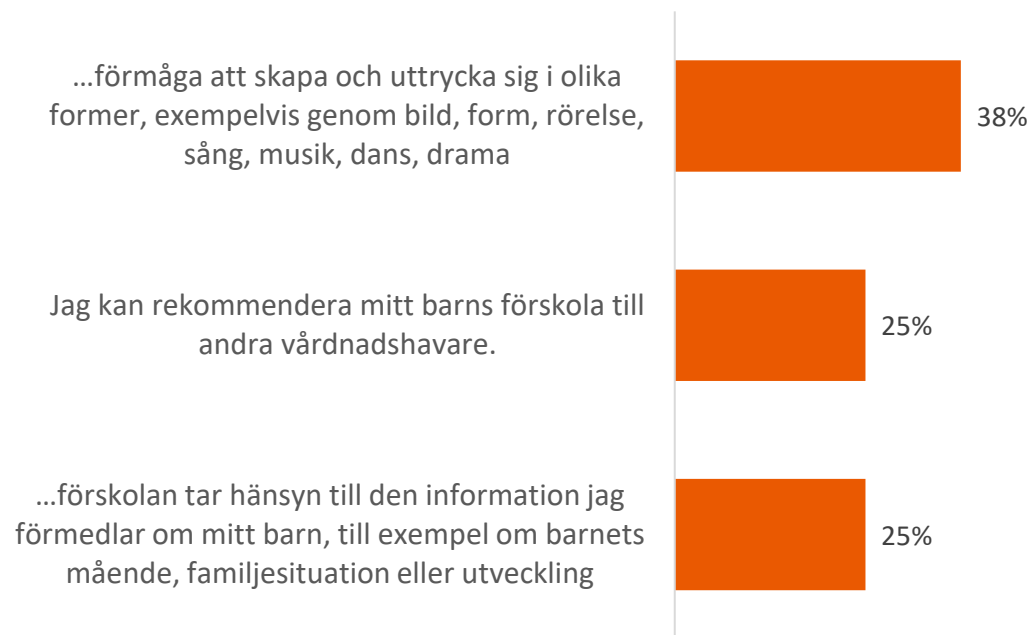 …förmåga att skapa och uttrycka sig i olika
former, exempelvis genom bild, form, rörelse,
sång, musik, dans, drama
38%
Jag kan rekommendera mitt barns förskola till
andra vårdnadshavare.
25%
…förskolan tar hänsyn till den information jag
förmedlar om mitt barn, till exempel om barnets
mående, familjesituation eller utveckling
25%